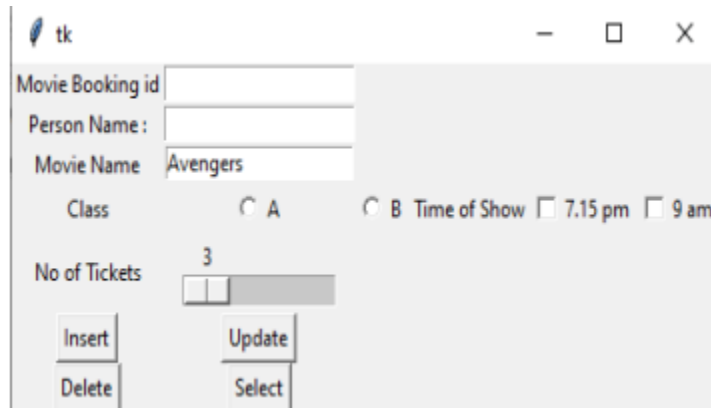 tk
Movie Booking id
Person Name :
Movie Name Avengers
Class A B Time of Show 7.15 pm 9 am
3
No of Tickets
Insert Update
Delete Select